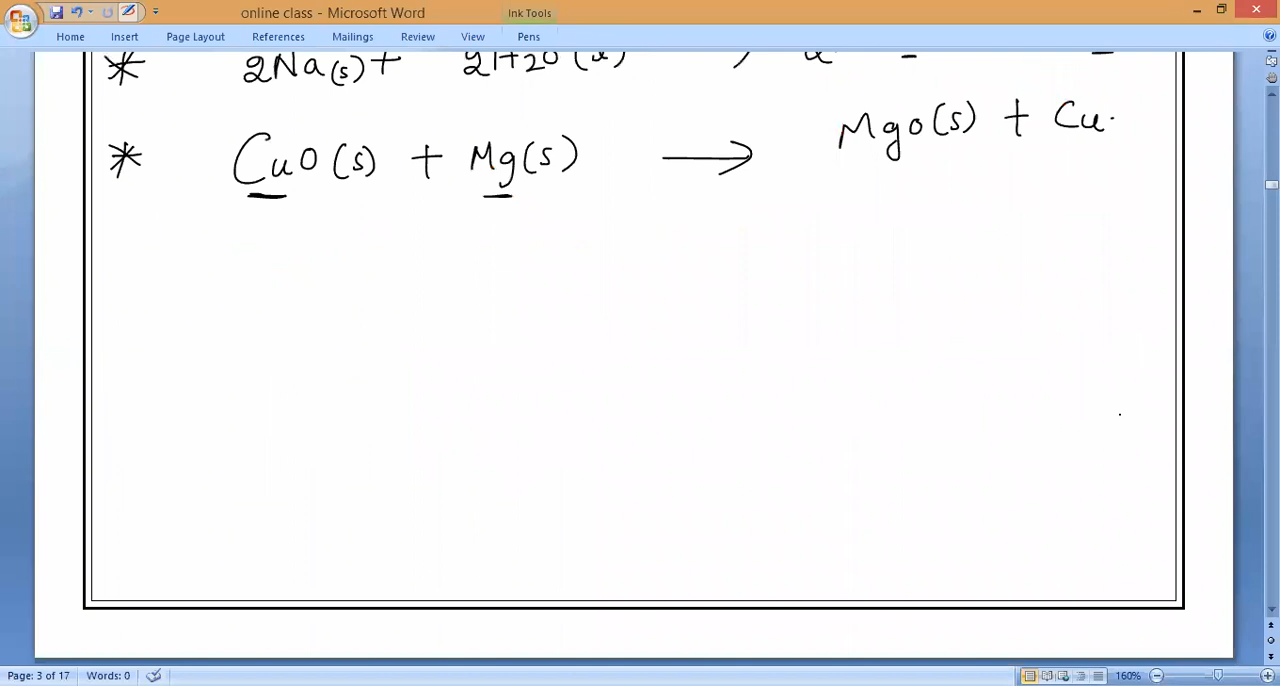 online class - Microsoft Word
Ink Tools
Home Insert Page Layout References Mailings Review View Pens
* 2Na(s) + 2H2O(l)
MgO(s) + Cu
* CuO(s) + Mg(s) →
Page: 3 of 17 Words: 0
160%